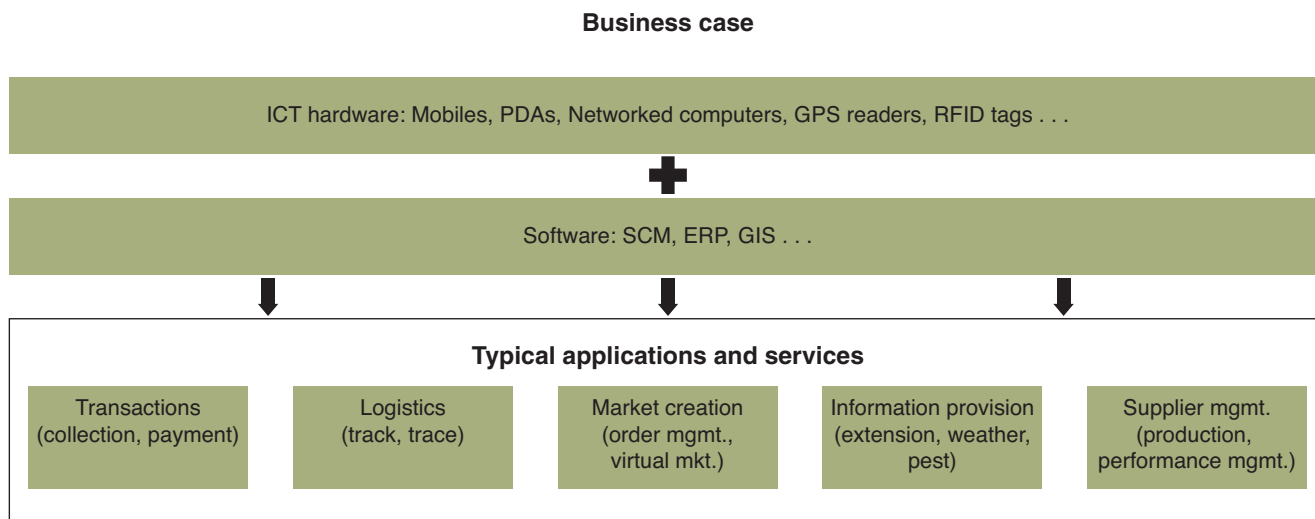 Business case
ICT hardware: Mobiles, PDAs, Networked computers, GPS readers, RFID tags . . .
Software: SCM, ERP, GIS . . .
Typical applications and services
Transactions
(collection, payment)
Logistics
(track, trace)
Market creation
(order mgmt.,
virtual mkt.)
Information provision
(extension, weather,
pest)
Supplier mgmt.
(production,
performance mgmt.)